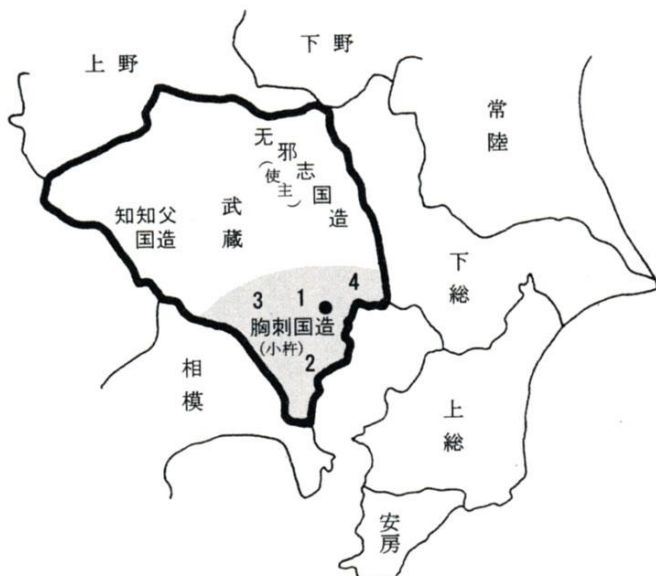 上野
下野
常陸
无邪志国造
(使主)
知知父
国造
武蔵
下総
3 1 4
胸刺国造
(小杵)
2
相模
上総
安房